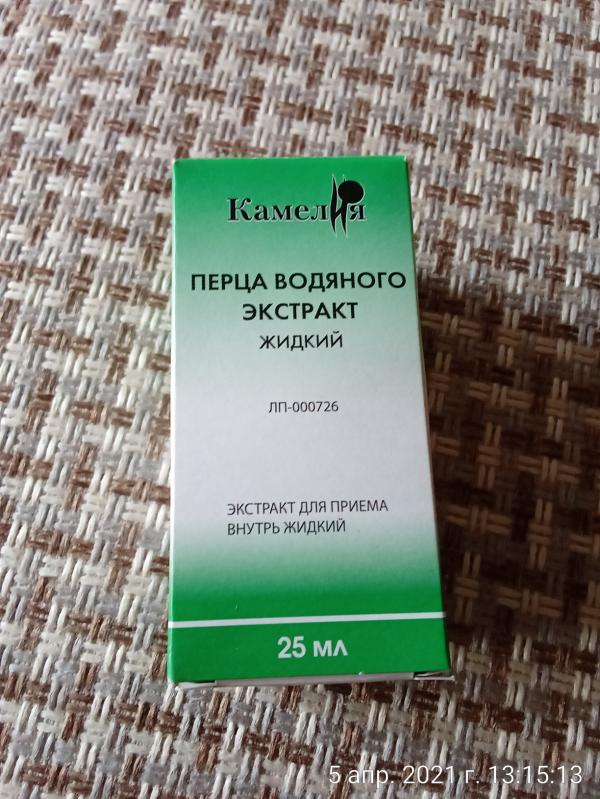 Камелия
ПЕРЦА ВОДЯНОГО
ЭКСТРАКТ
ЖИДКИЙ
ЛП-000726
ЭКСТРАКТ ДЛЯ ПРИЕМА
ВНУТРЬ ЖИДКИЙ
25 мл
5 апр. 2021 г. 13:15:13